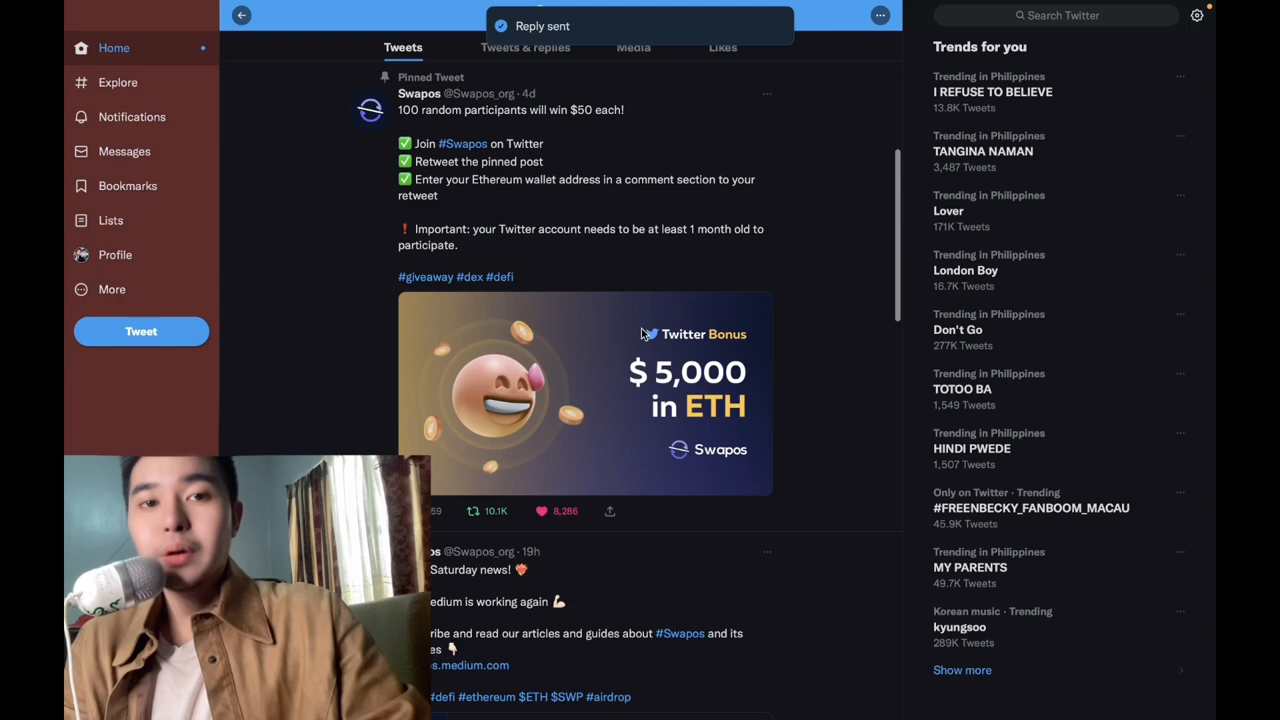 Reply sent
Search Twitter
Home
Explore
Notifications
Messages
Bookmarks
Lists
Profile
More
Tweet
Tweets
Tweets & replies
Media
Likes
Pinned Tweet
Swapos @Swapos_org · 4d
100 random participants will win $50 each!
✅ Join #Swapos on Twitter
✅ Retweet the pinned post
✅ Enter your Ethereum wallet address in a comment section to your
retweet
❗ Important: your Twitter account needs to be at least 1 month old to
participate.
#giveaway #dex #defi
Twitter Bonus
$ 5,000
in ETH
Swapos
59
10.1K
8,286
os @Swapos_org · 19h
Saturday news!
edium is working again
ribe and read our articles and guides about #Swapos and its
es
s.medium.com
#defi #ethereum $ETH $SWP #airdrop
Trends for you
Trending in Philippines
I REFUSE TO BELIEVE
13.8K Tweets
Trending in Philippines
TANGINA NAMAN
3,487 Tweets
Trending in Philippines
Lover
171K Tweets
Trending in Philippines
London Boy
16.7K Tweets
Trending in Philippines
Don't Go
277K Tweets
Trending in Philippines
TOTOO BA
1,549 Tweets
Trending in Philippines
HINDI PWEDE
1,507 Tweets
Only on Twitter · Trending
#FREENBECKY_FANBOOM_MACAU
45.9K Tweets
Trending in Philippines
MY PARENTS
49.7K Tweets
Korean music · Trending
kyungsoo
289K Tweets
Show more